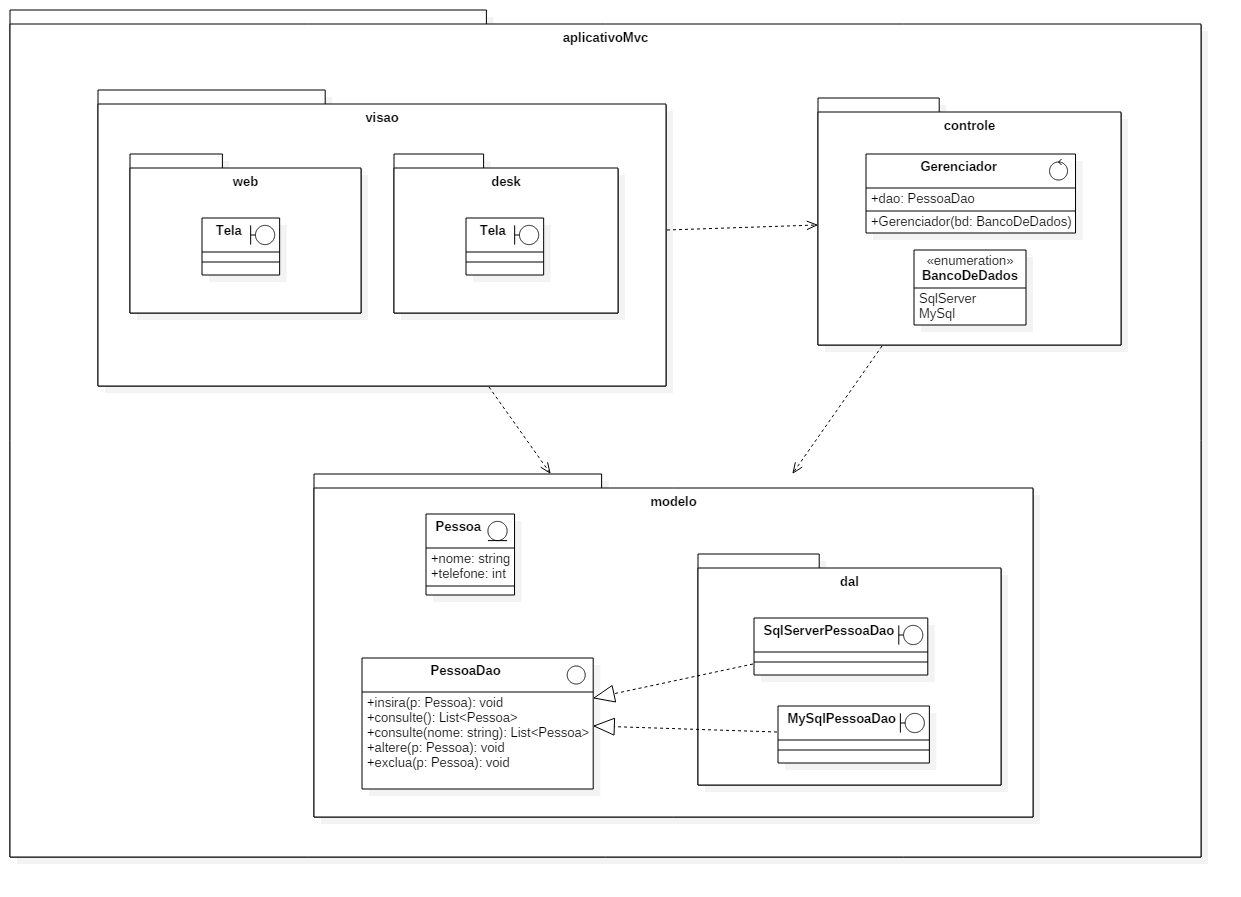 aplicativoMvc
visao
web
Tela
desk
Tela
controle
Gerenciador
+dao: PessoaDao
+Gerenciador(bd: BancoDeDados)
«enumeration»
BancoDeDados
SqlServer
MySql
modelo
Pessoa
+nome: string
+telefone: int
PessoaDao
+insira(p: Pessoa): void
+consulte(): List<Pessoa>
+consulte(nome: string): List<Pessoa>
+altere(p: Pessoa): void
+exclua(p: Pessoa): void
dal
SqlServerPessoaDao
MySqlPessoaDao